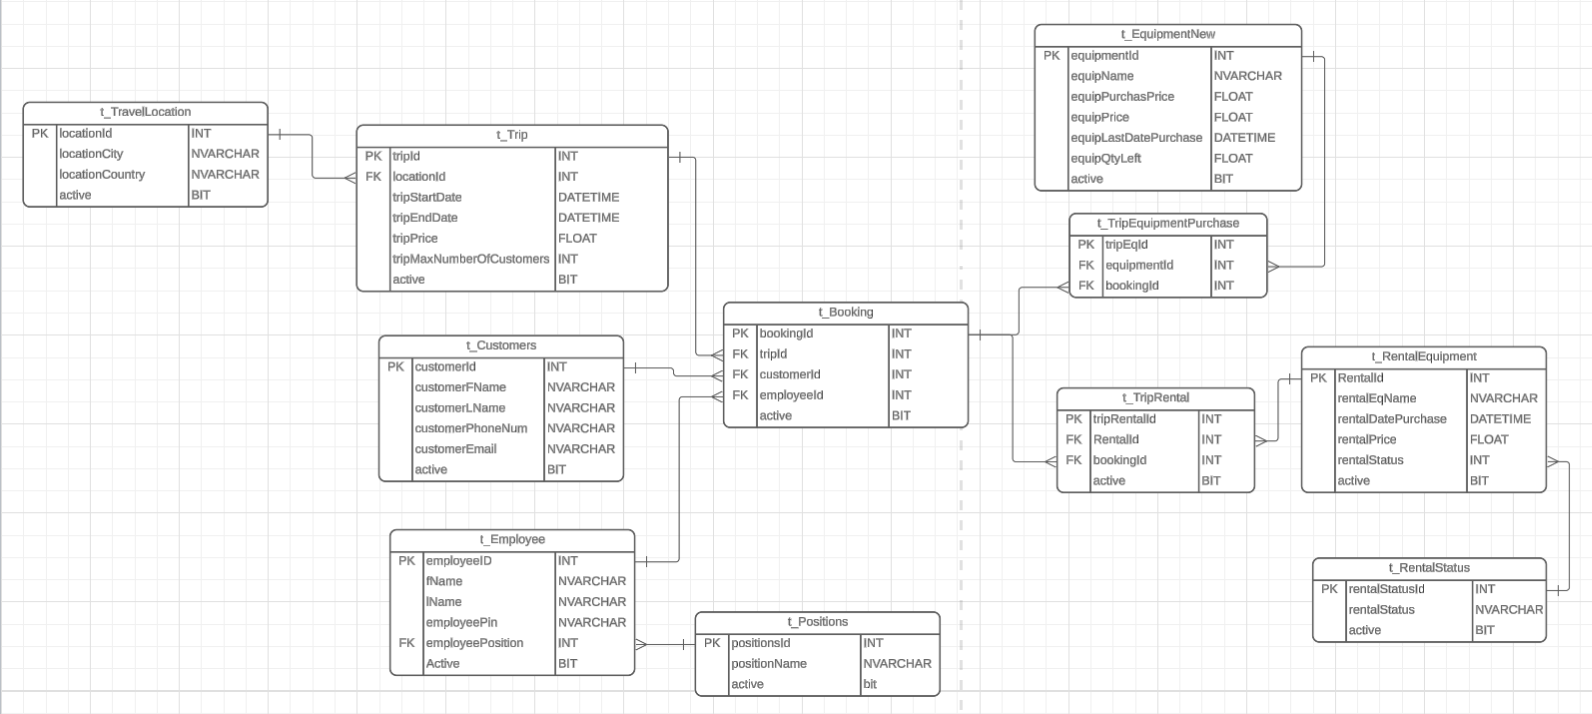 t_TravelLocation
PK locationId INT
locationCity NVARCHAR
locationCountry NVARCHAR
active BIT
t_Trip
PK tripId INT
FK locationId INT
tripStartDate DATETIME
tripEndDate DATETIME
tripPrice FLOAT
tripMaxNumberOfCustomers INT
active BIT
t_Customers
PK customerId INT
customerFName NVARCHAR
customerLName NVARCHAR
customerPhoneNum NVARCHAR
customerEmail NVARCHAR
active BIT
t_Employee
PK employeeID INT
fName NVARCHAR
lName NVARCHAR
employeePin NVARCHAR
FK employeePosition INT
Active BIT
t_Positions
PK positionsId INT
positionName NVARCHAR
active bit
t_Booking
PK bookingId INT
FK tripId INT
FK customerId INT
FK employeeId INT
active BIT
t_EquipmentNew
PK equipmentId INT
equipName NVARCHAR
equipPurchasPrice FLOAT
equipPrice FLOAT
equipLastDatePurchase DATETIME
equipQtyLeft FLOAT
active BIT
t_TripEquipmentPurchase
PK tripEqId INT
FK equipmentId INT
FK bookingId INT
t_TripRental
PK tripRentalId INT
FK RentalId INT
FK bookingId INT
active BIT
t_RentalEquipment
PK RentalId INT
rentalEqName NVARCHAR
rentalDatePurchase DATETIME
rentalPrice FLOAT
rentalStatus INT
active BIT
t_RentalStatus
PK rentalStatusId INT
rentalStatus NVARCHAR
active BIT